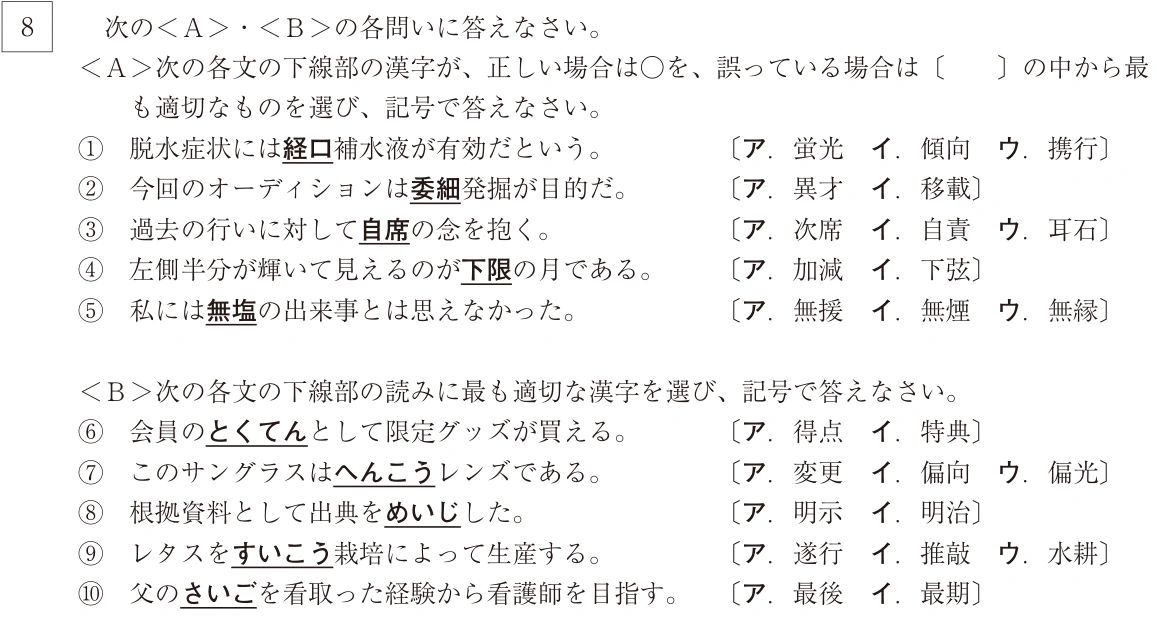 8 次の＜Ａ＞・＜Ｂ＞の各問いに答えなさい。
＜Ａ＞次の各文の下線部の漢字が、正しい場合は○を、誤っている場合は〔　　〕の中から最
も適切なものを選び、記号で答えなさい。
① 脱水症状には経口補水液が有効だという。 〔ア. 蛍光 イ. 傾向 ウ. 携行〕
② 今回のオーディションは委細発掘が目的だ。 〔ア. 異才 イ. 移載〕
③ 過去の行いに対して自席の念を抱く。 〔ア. 次席 イ. 自責 ウ. 耳石〕
④ 左側半分が輝いて見えるのが下限の月である。 〔ア. 加減 イ. 下弦〕
⑤ 私には無塩の出来事とは思えなかった。 〔ア. 無援 イ. 無煙 ウ. 無縁〕
＜Ｂ＞次の各文の下線部の読みに最も適切な漢字を選び、記号で答えなさい。
⑥ 会員のとくてんとして限定グッズが買える。 〔ア. 得点 イ. 特典〕
⑦ このサングラスはへんこうレンズである。 〔ア. 変更 イ. 偏向 ウ. 偏光〕
⑧ 根拠資料として出典をめいじした。 〔ア. 明示 イ. 明治〕
⑨ レタスをすいこう栽培によって生産する。 〔ア. 遂行 イ. 推敲 ウ. 水耕〕
⑩ 父のさいごを看取った経験から看護師を目指す。 〔ア. 最後 イ. 最期〕